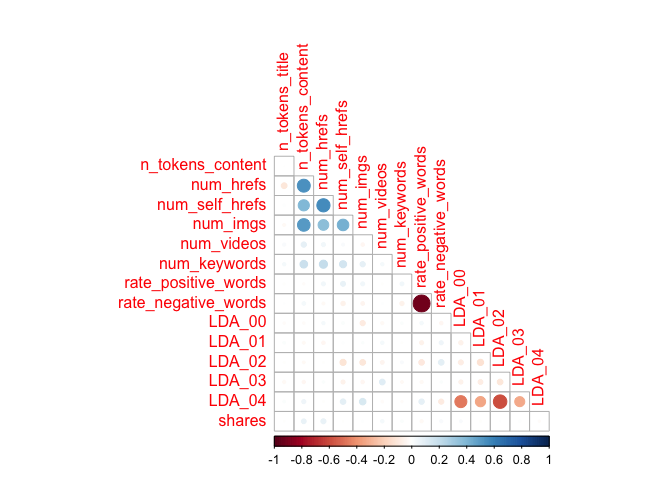 n_tokens_title
n_tokens_content
num_hrefs
num_self_hrefs
num_imgs
num_videos
num_keywords
rate_positive_words
rate_negative_words
LDA_00
LDA_01
LDA_02
LDA_03
LDA_04
n_tokens_content
num_hrefs
num_self_hrefs
num_imgs
num_videos
num_keywords
rate_positive_words
rate_negative_words
LDA_00
LDA_01
LDA_02
LDA_03
LDA_04
shares
-1 -0.8 -0.6 -0.4 -0.2 0 0.2 0.4 0.6 0.8 1